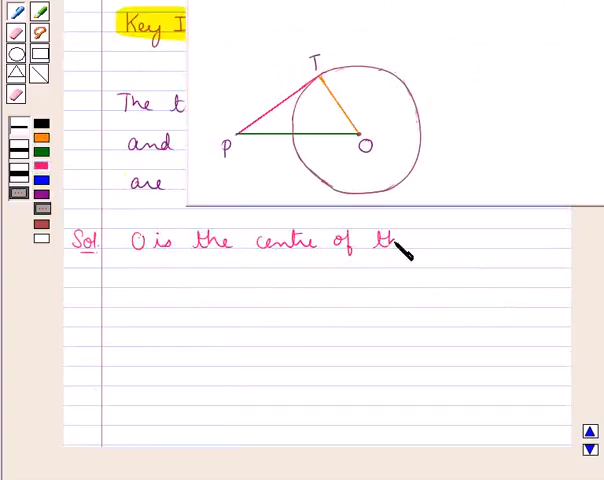 Key I
T
The t
P
O
and
are
Sol. O is the centre of th